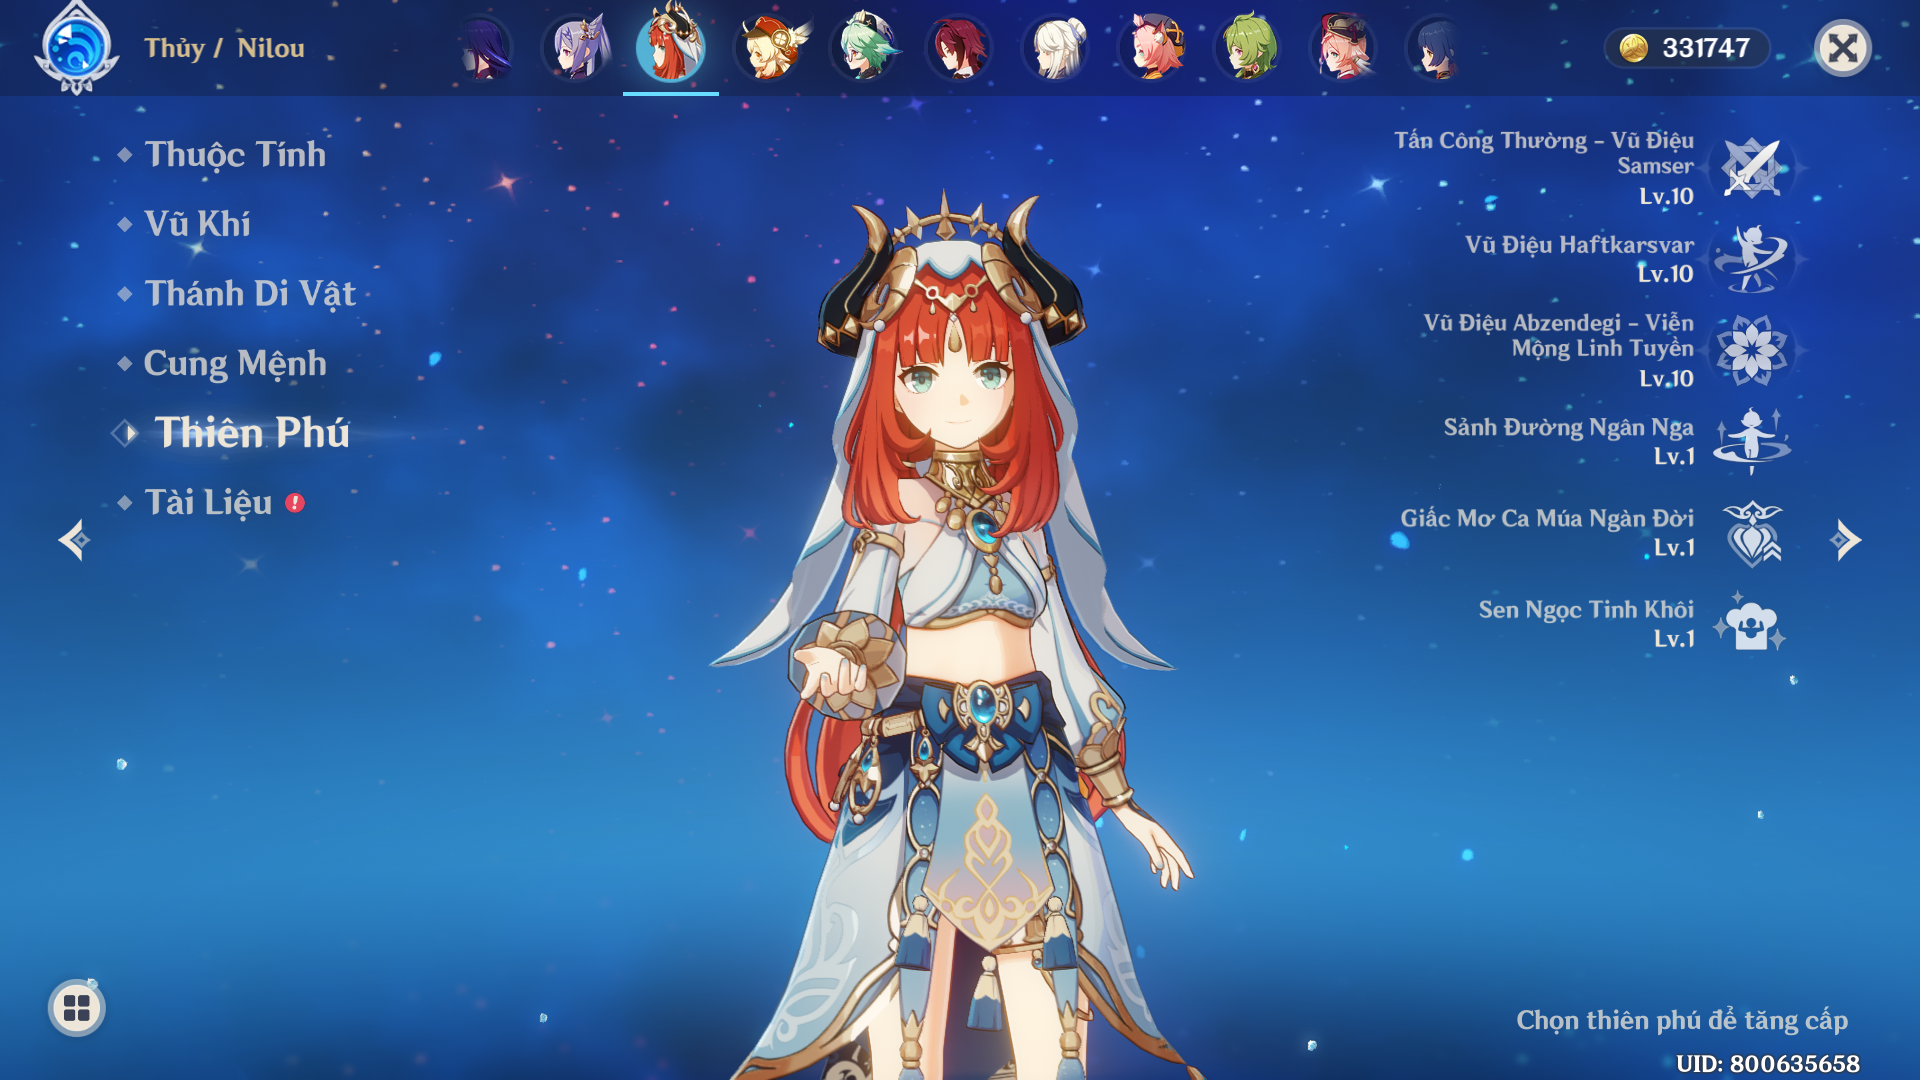 Thủy / Nilou
331747
Thuộc Tính
Vũ Khí
Thánh Di Vật
Cung Mệnh
Thiên Phú
Tài Liệu
Tấn Công Thường - Vũ Điệu
Samser
Lv.10
Vũ Điệu Haftkarsvar
Lv.10
Vũ Điệu Abzendegi - Viễn
Mộng Linh Tuyền
Lv.10
Sảnh Đường Ngân Nga
Lv.1
Giấc Mơ Ca Múa Ngàn Đời
Lv.1
Sen Ngọc Tinh Khôi
Lv.1
Chọn thiên phú để tăng cấp
UID: 800635658